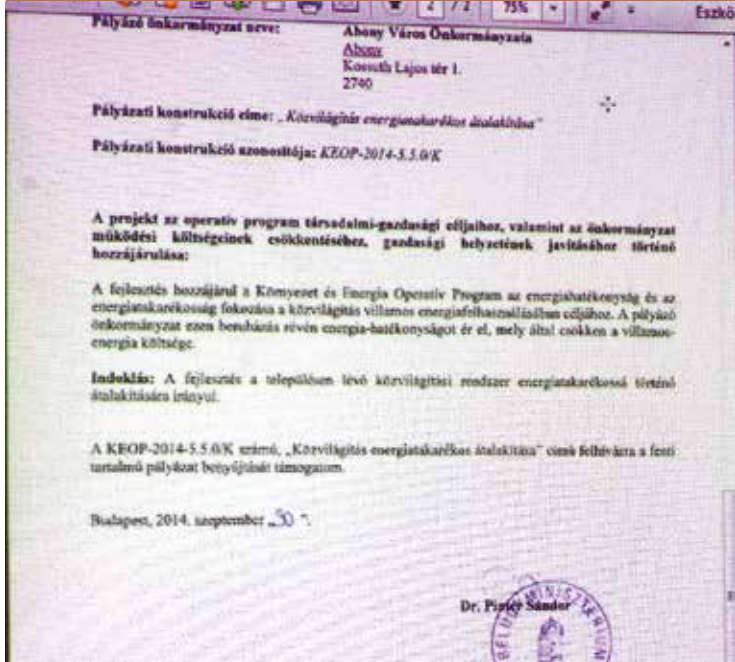 2 / 2 75%
Eszkö
Pályázó önkormányzat neve: Abony Város Önkormányzata
Abony
Kossuth Lajos tér 1.
2740
Pályázati konstrukció címe: „Közvilágítás energiatakarékos átalakítása"
Pályázati konstrukció azonosítója: KEOP-2014-5.5.0/K
A projekt az operatív program társadalmi-gazdasági céljaihoz, valamint az önkormányzat
működési költségeinek csökkentéséhez, gazdasági helyzetének javításához történő
hozzájárulása:
A fejlesztés hozzájárul a Környezet és Energia Operatív Program az energiahatékonyság és az
energiatakarékosság fokozása a közvilágítás villamos energiafelhasználásában céljához. A pályázó
önkormányzat ezen beruházás révén energia-hatékonyságot ér el, mely által csökken a villamos-
energia költsége.
Indoklás: A fejlesztés a településen lévő közvilágítási rendszer energiatakarékossá történő
átalakítására irányul.
A KEOP-2014-5.5.0/K számú, „Közvilágítás energiatakarékos átalakítása" című felhívásra a fenti
tartalmú pályázat benyújtását támogatom.
Budapest, 2014. szeptember „30".
Dr. Pintér Sándor
BELÜGYMINISZTÉRIUM